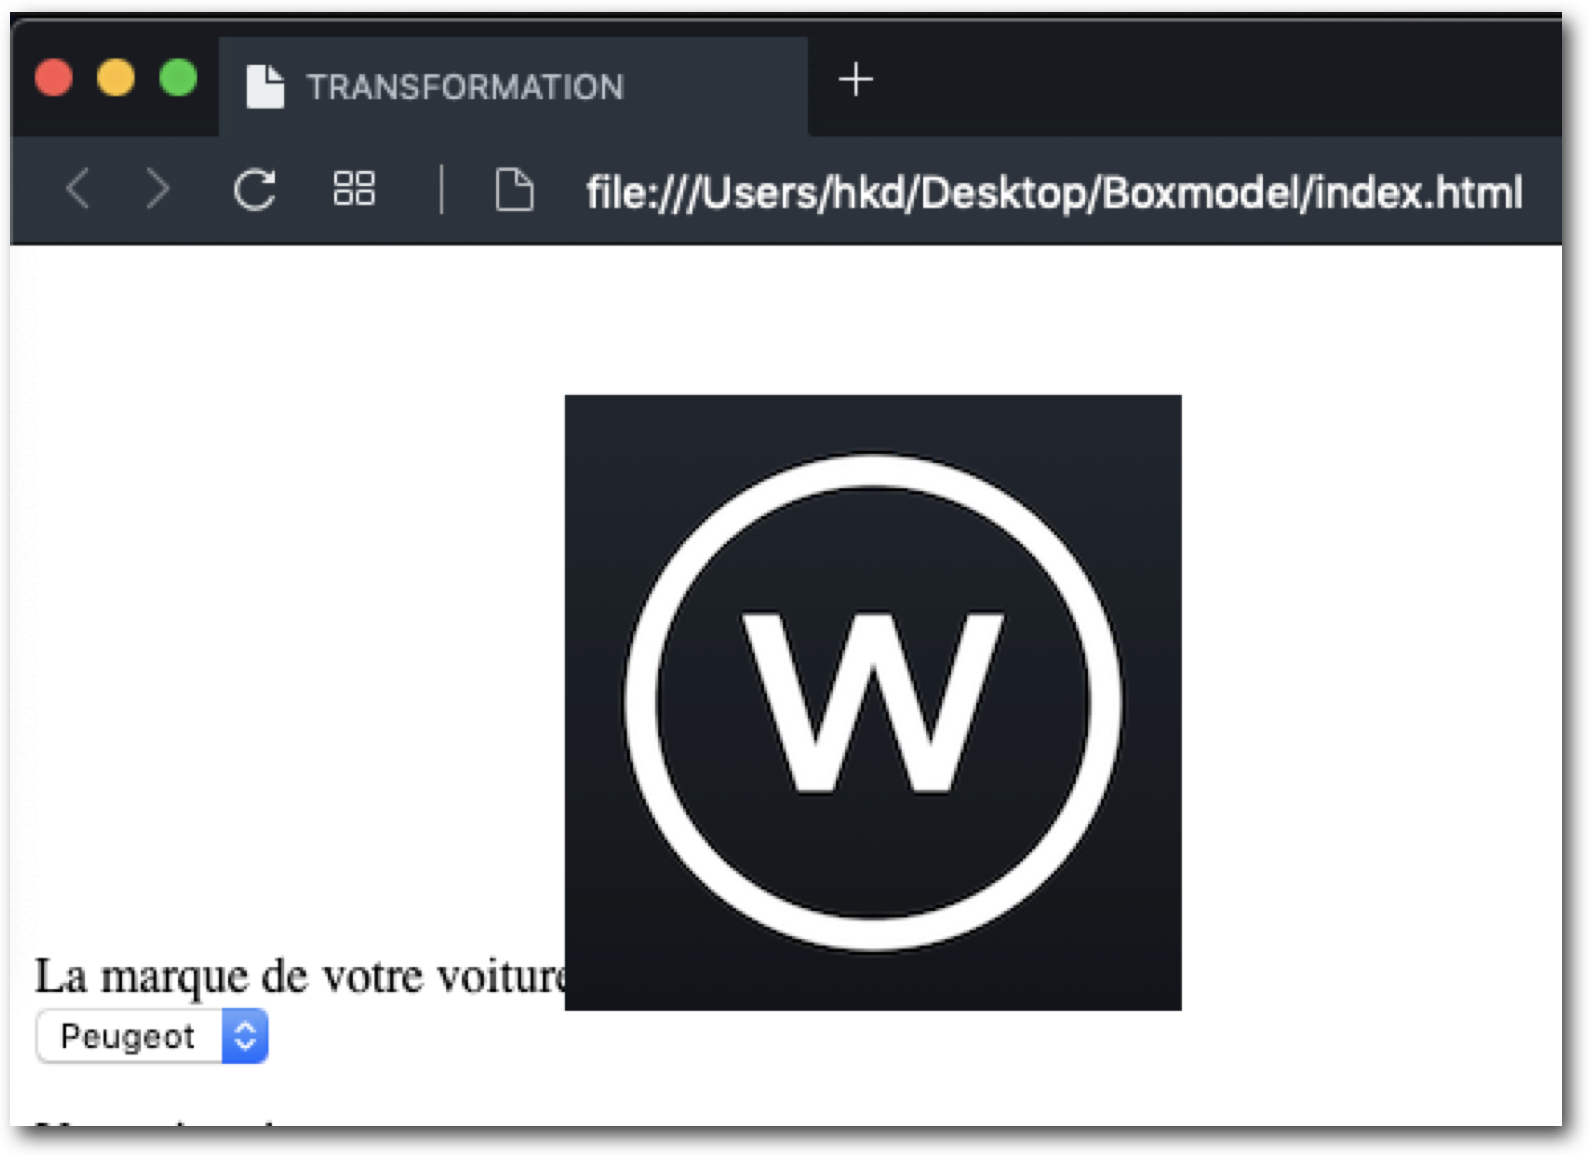 TRANSFORMATION
file:///Users/hkd/Desktop/Boxmodel/index.html
W
La marque de votre voiture
Peugeot